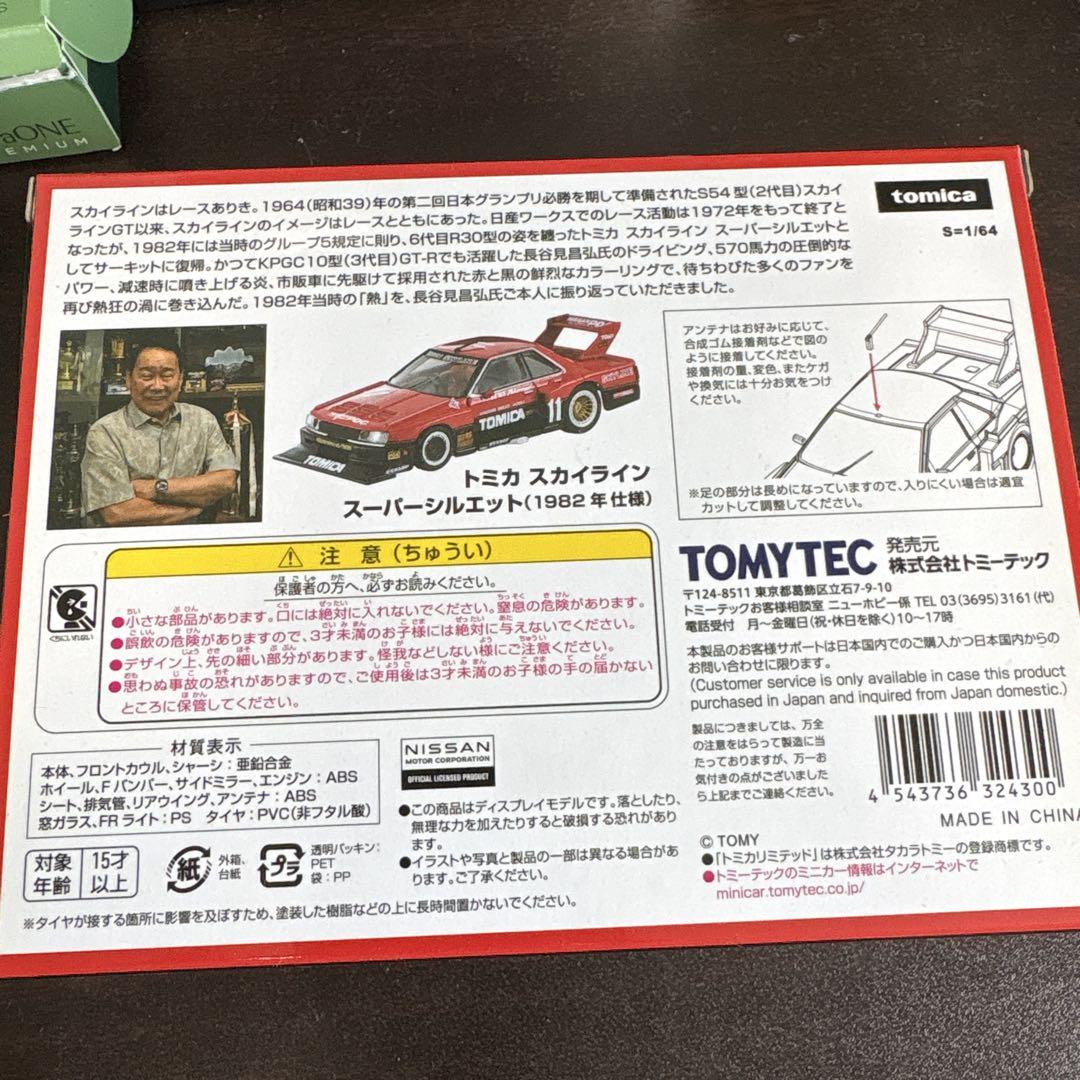 aONE
EMIUM
スカイラインはレースありき。1964(昭和39)年の第二回日本グランプリ必勝を期して準備されたS54型(2代目)スカイ
ラインGT以来、スカイラインのイメージはレースとともにあった。日産ワークスでのレース活動は1972年をもって終了と
なったが、1982年には当時のグループ5規定に則り、6代目R30型の姿を纏ったトミカ スカイライン スーパーシルエットと
してサーキットに復帰。かつてKPGC10型(3代目)GT-Rでも活躍した長谷見昌弘氏のドライビング、570馬力の圧倒的な
パワー、減速時に噴き上げる炎、市販車に先駆けて採用された赤と黒の鮮烈なカラーリングで、待ちわびた多くのファンを
再び熱狂の渦に巻き込んだ。1982年当時の「熱」を、長谷見昌弘氏ご本人に振り返っていただきました。
tomica
S=1/64
TOMICA
11
TOMICA
トミカ スカイライン
スーパーシルエット(1982年仕様)
アンテナはお好みに応じて、
合成ゴム接着剤などで図の
ように接着してください。
接着剤の量、変色、またケガ
や換気には十分お気をつけ
ください。
※足の部分は長めになっていますので、入りにくい場合は適宜
カットして調整してください。
くちにいれない
注意(ちゅうい)
保護者の方へ、必ずお読みください。
●小さな部品があります。口には絶対に入れないでください。窒息の危険があります。
●誤飲の危険がありますので、3才未満のお子様には絶対に与えないでください。
●デザイン上、先の細い部分があります。怪我などしない様にご注意ください。
●思わぬ事故の恐れがありますので、ご使用後は3才未満のお子様の手の届かない
ところに保管してください。
TOMYTEC 発売元
株式会社トミーテック
〒124-8511 東京都葛飾区立石7-9-10
トミーテックお客様相談室 ニューホビー係 TEL 03(3695)3161(代)
電話受付 月〜金曜日(祝・休日を除く)10〜17時
本製品のお客様サポートは日本国内でのご購入かつ日本国内からの
お問い合わせに限ります。
(Customer service is only available in case this product
purchased in Japan and inquired from Japan domestic.)
製品につきましては、万全
の注意をはらって製造に当
たっておりますが、万一お
気付きの点がございました
ら上記までご連絡ください。
4 543736 324300
MADE IN CHINA
材質表示
本体、フロントカウル、シャーシ：亜鉛合金
ホイール、Fバンパー、サイドミラー、エンジン：ABS
シート、排気管、リアウイング、アンテナ：ABS
窓ガラス、FRライト：PS タイヤ：PVC(非フタル酸)
NISSAN
MOTOR CORPORATION
OFFICIAL LICENSED PRODUCT
●この商品はディスプレイモデルです。落としたり、
無理な力を加えたりすると破損する恐れがあり
ます。
●イラストや写真と製品の一部は異なる場合があ
ります。ご了承ください。
対象年齢 15才以上
紙 外箱、台紙
プラ 透明パッキン：PET
袋：PP
※タイヤが接する箇所に影響を及ぼすため、塗装した樹脂などの上に長時間置かないでください。
© TOMY
●「トミカリミテッド」は株式会社タカラトミーの登録商標です。
●トミーテックのミニカー情報はインターネットで
minicar.tomytec.co.jp/